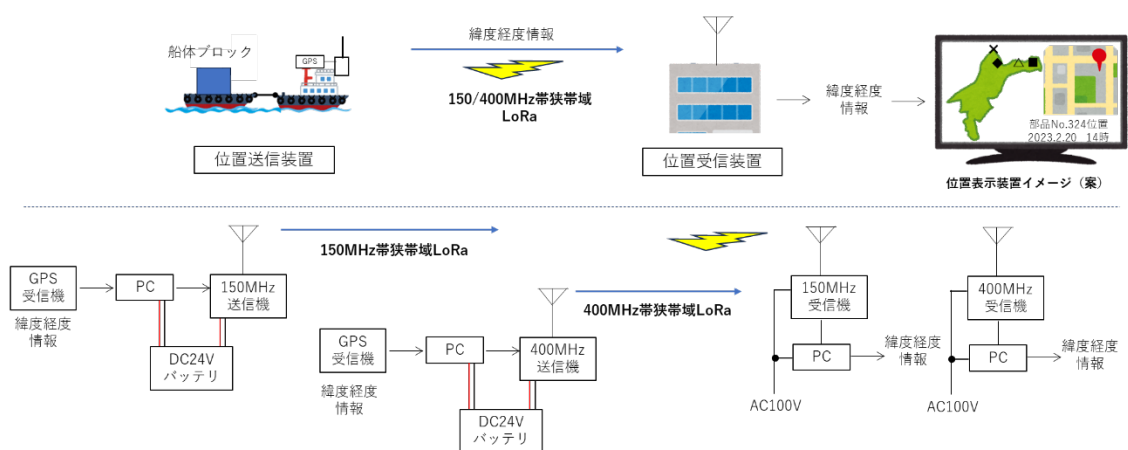 船体ブロック
GPS
緯度経度情報
150/400MHz帯狭帯域
LoRa
位置送信装置
位置受信装置
緯度経度
情報
部品No.324位置
2023.2.20 14時
位置表示装置イメージ（案）
150MHz帯狭帯域LoRa
GPS
受信機
緯度経度
情報
PC
150MHz
送信機
DC24V
バッテリ
400MHz帯狭帯域LoRa
GPS
受信機
緯度経度
情報
PC
400MHz
送信機
DC24V
バッテリ
150MHz
受信機
PC
緯度経度
情報
AC100V
400MHz
受信機
PC
緯度経度
情報
AC100V